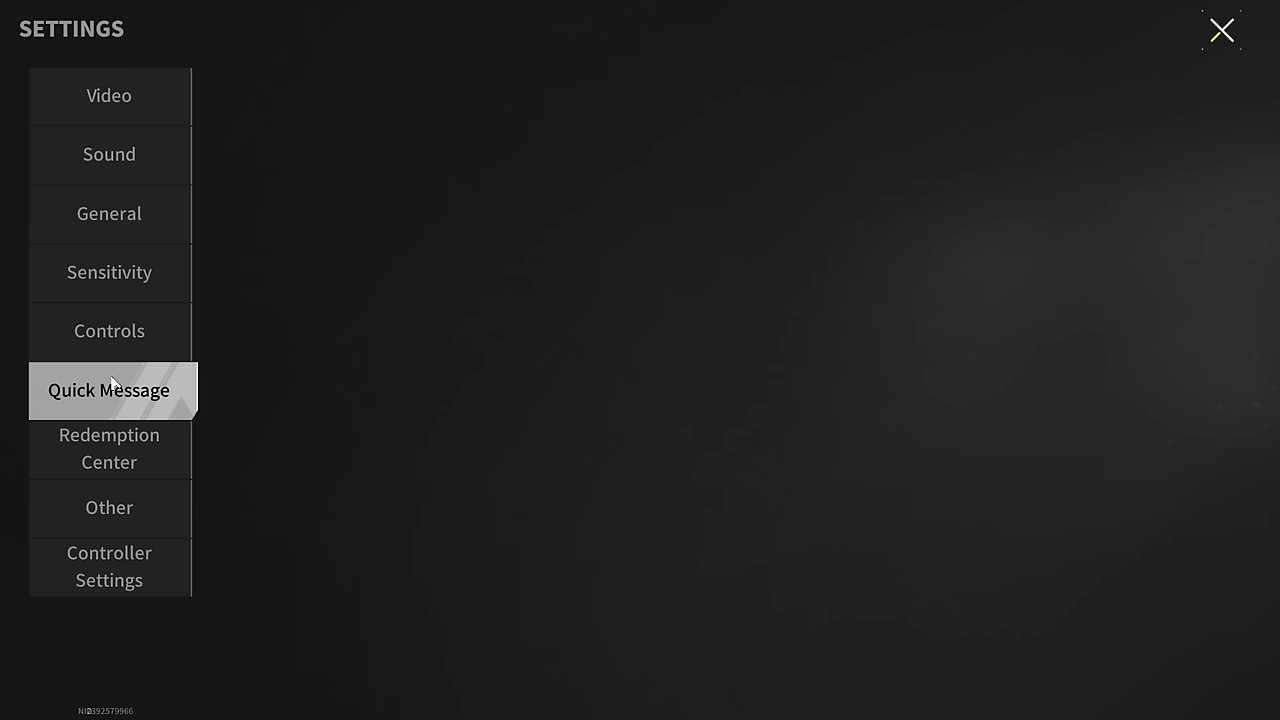 SETTINGS
Video
Sound
General
Sensitivity
Controls
Quick Message
Redemption
Center
Other
Controller
Settings